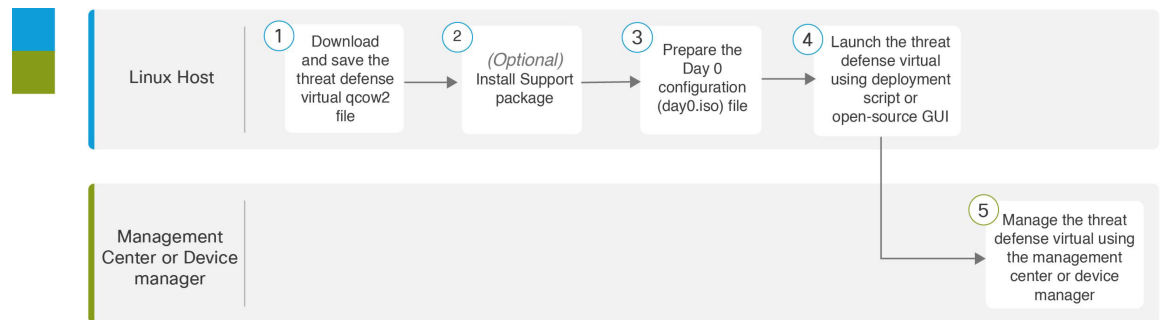 Linux Host
1
Download
and save the
threat defense
virtual qcow2
file
2
(Optional)
Install Support
package
3
Prepare the
Day 0
configuration
(day0.iso) file
4
Launch the threat
defense virtual
using deployment
script or
open-source GUI
Management
Center or Device
manager
5
Manage the threat
defense virtual using
the management
center or device
manager